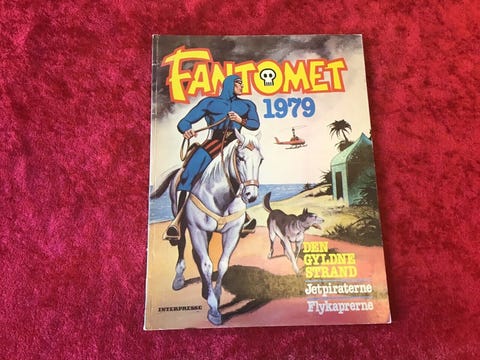 FANTOMET
1979
DEN
GYLDNE
STRAND
Jetpiraterne
Flykaprerne
INTERPRESSE